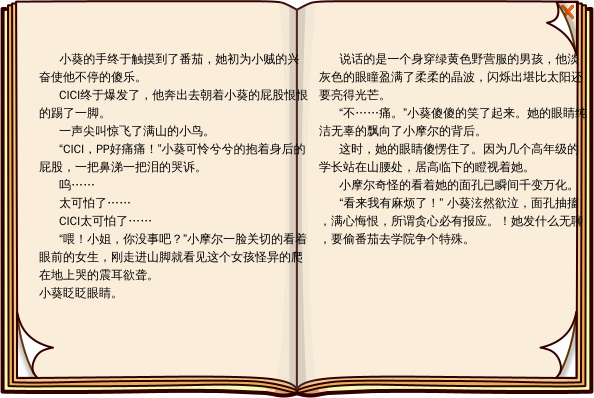 小葵的手终于触摸到了番茄，她初为小贼的兴
奋使他不停的傻乐。
CICI终于爆发了，他奔出去朝着小葵的屁股恨恨
的踢了一脚。
一声尖叫惊飞了满山的小鸟。
“CICI，PP好痛痛！”小葵可怜兮兮的抱着身后的
屁股，一把鼻涕一把泪的哭诉。
呜……
太可怕了……
CICI太可怕了……
“喂！小姐，你没事吧？”小摩尔一脸关切的看着
眼前的女生，刚走进山脚就看见这个女孩怪异的爬
在地上哭的震耳欲聋。
小葵眨眨眼睛。
说话的是一个身穿绿黄色野营服的男孩，他淡
灰色的眼瞳盈满了柔柔的晶波，闪烁出堪比太阳还
要亮得光芒。
“不……痛。”小葵傻傻的笑了起来。她的眼睛纯
洁无辜的飘向了小摩尔的背后。
这时，她的眼睛傻愣住了。因为几个高年级的
学长站在山腰处，居高临下的瞪视着她。
小摩尔奇怪的看着她的面孔已瞬间千变万化。
“看来我有麻烦了！” 小葵泫然欲泣，面孔抽搐
，满心悔恨，所谓贪心必有报应。！她发什么无聊
，要偷番茄去学院争个特殊。